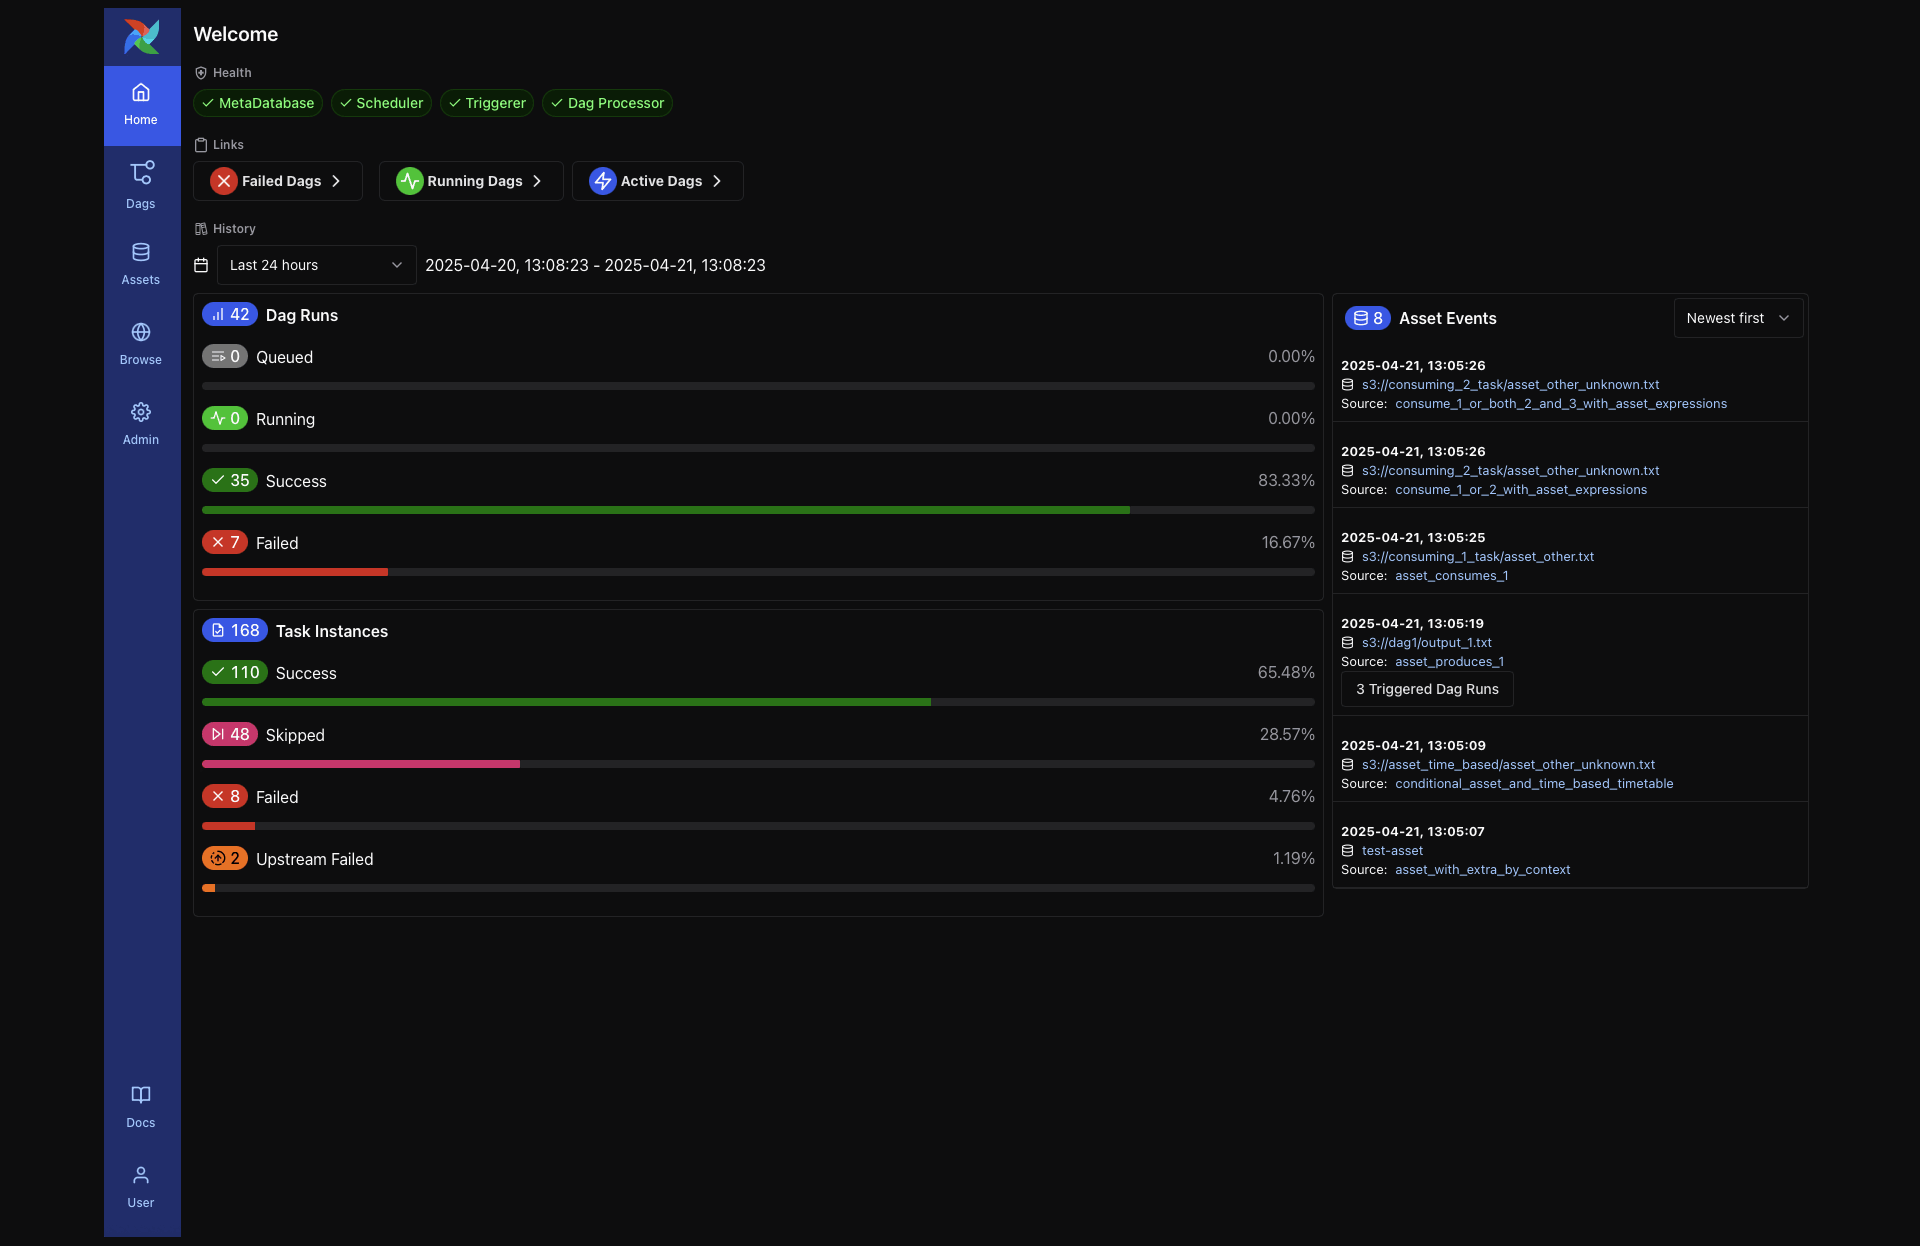 Welcome
Health
MetaDatabase Scheduler Triggerer Dag Processor
Links
Failed Dags Running Dags Active Dags
History
Last 24 hours 2025-04-20, 13:08:23 - 2025-04-21, 13:08:23
Home
Dags
Assets
Browse
Admin
Docs
User
42 Dag Runs
0 Queued 0.00%
0 Running 0.00%
35 Success 83.33%
7 Failed 16.67%
168 Task Instances
110 Success 65.48%
48 Skipped 28.57%
8 Failed 4.76%
2 Upstream Failed 1.19%
8 Asset Events Newest first
2025-04-21, 13:05:26
s3://consuming_2_task/asset_other_unknown.txt
Source: consume_1_or_both_2_and_3_with_asset_expressions
2025-04-21, 13:05:26
s3://consuming_2_task/asset_other_unknown.txt
Source: consume_1_or_2_with_asset_expressions
2025-04-21, 13:05:25
s3://consuming_1_task/asset_other.txt
Source: asset_consumes_1
2025-04-21, 13:05:19
s3://dag1/output_1.txt
Source: asset_produces_1
3 Triggered Dag Runs
2025-04-21, 13:05:09
s3://asset_time_based/asset_other_unknown.txt
Source: conditional_asset_and_time_based_timetable
2025-04-21, 13:05:07
test-asset
Source: asset_with_extra_by_context